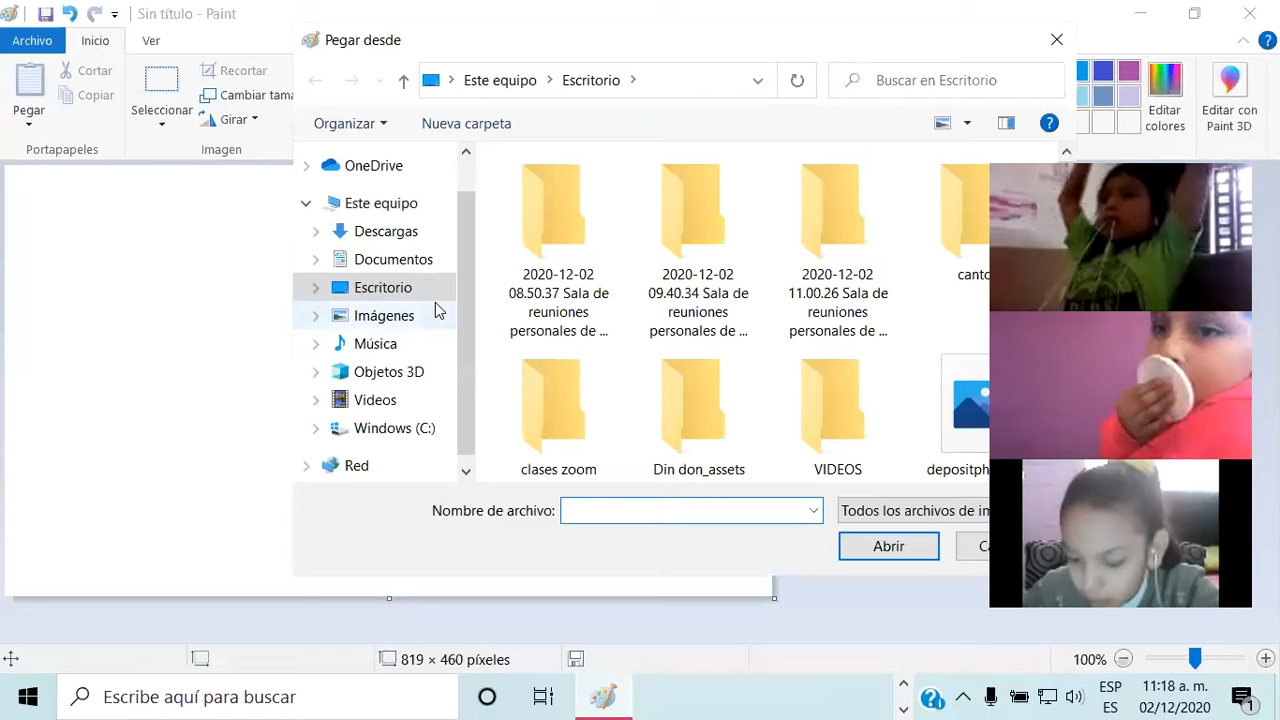 Sin título - Paint
Archivo
Inicio
Ver
Pegar
Cortar
Copiar
Portapapeles
Seleccionar
Recortar
Cambiar tama
Girar
Imagen
Editar colores
Editar con Paint 3D
Pegar desde
Este equipo
Escritorio
Buscar en Escritorio
Organizar
Nueva carpeta
OneDrive
Este equipo
Descargas
Documentos
Escritorio
Imágenes
Música
Objetos 3D
Videos
Windows (C:)
Red
2020-12-02
08.50.37 Sala de
reuniones
personales de ...
2020-12-02
09.40.34 Sala de
reuniones
personales de ...
2020-12-02
11.00.26 Sala de
reuniones
personales de ...
canto
clases zoom
Din don_assets
VIDEOS
depositph
Nombre de archivo:
Todos los archivos de im
Abrir
Ca
819 × 460 píxeles
100%
Escribe aquí para buscar
ESP
ES
11:18 a. m.
02/12/2020
1